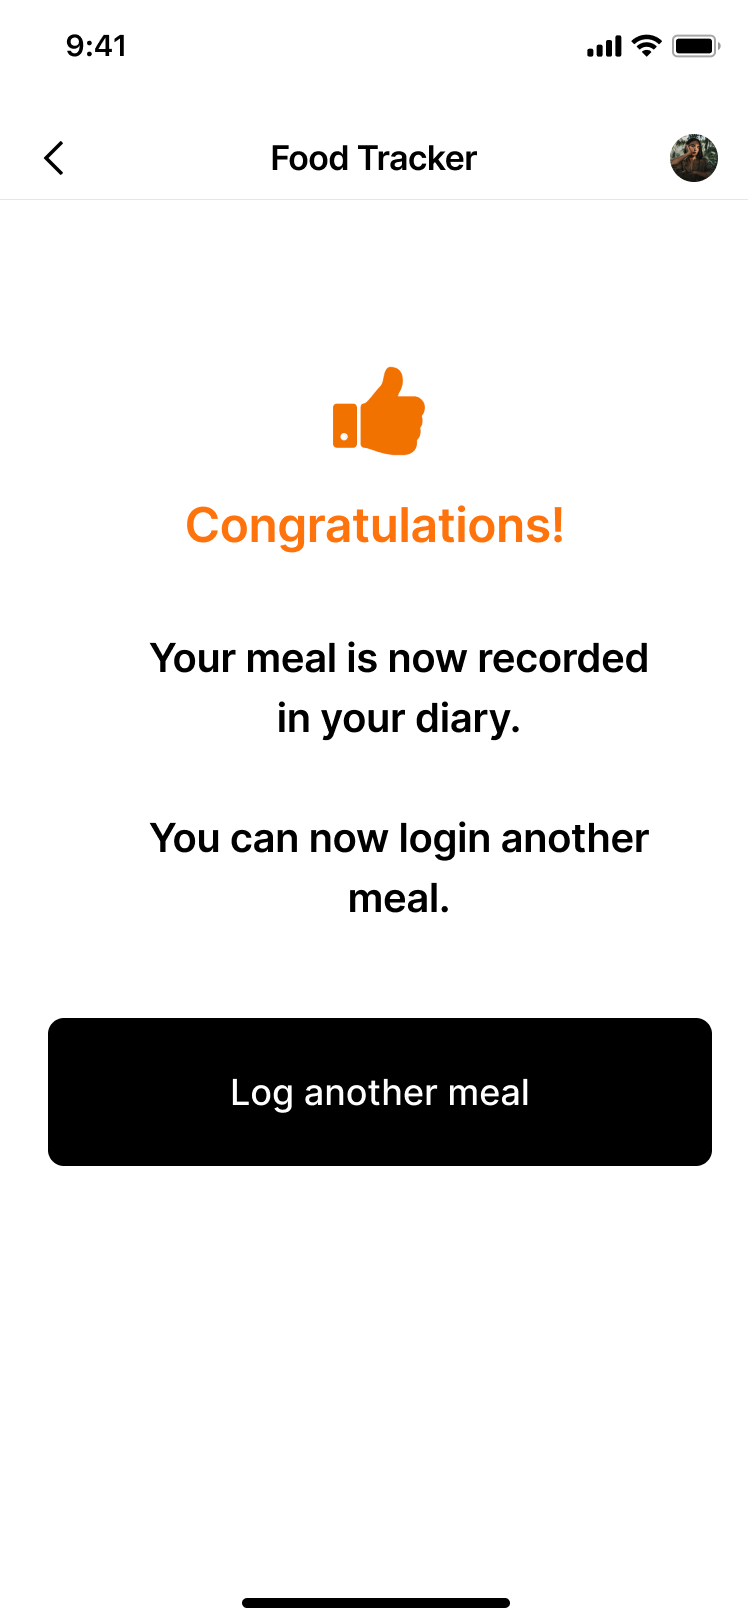 9:41
Food Tracker
Congratulations!
Your meal is now recorded
in your diary.
You can now login another
meal.
Log another meal